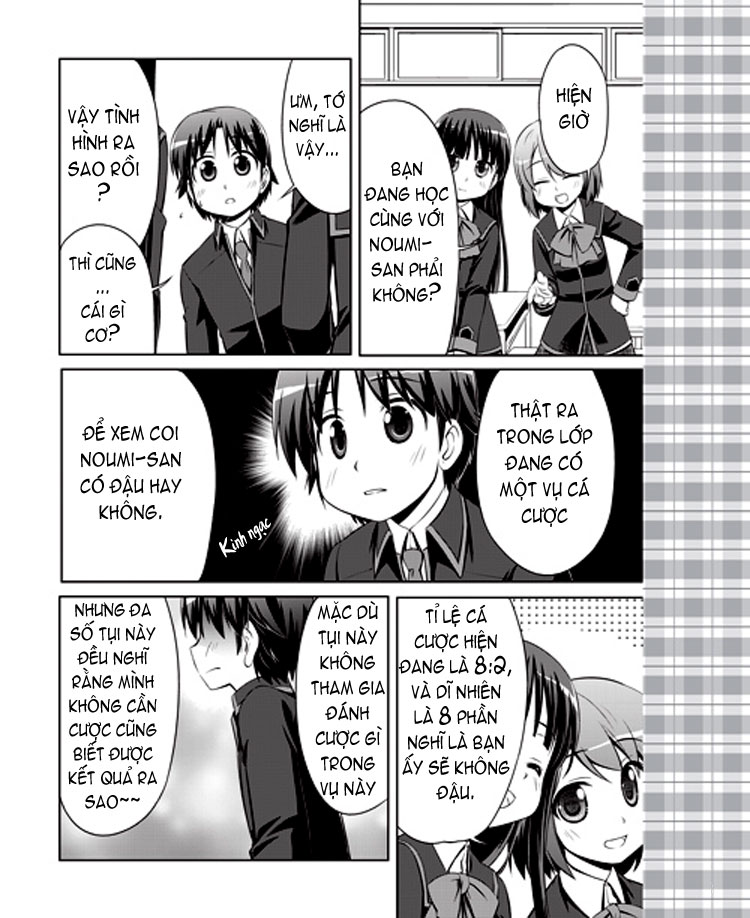 HIỆN
GIỜ
BẠN
ĐANG HỌC
CÙNG VỚI
NOUMI-
SAN PHẢI
KHÔNG?
ƯM, TỚ
NGHĨ LÀ
VẬY...
VẬY TÌNH
HÌNH RA
SAO RỒI
?
THÌ CŨNG
...
CÁI GÌ
CƠ?
THẬT RA
TRONG LỚP
ĐANG CÓ
MỘT VỤ CÁ
CƯỢC
Kinh ngạc
ĐỂ XEM COI
NOUMI-SAN
CÓ ĐẬU HAY
KHÔNG.
TỈ LỆ CÁ
CƯỢC HIỆN
ĐANG LÀ 8:2,
VÀ DĨ NHIÊN
LÀ 8 PHẦN
NGHĨ LÀ BẠN
ẤY SẼ KHÔNG
ĐẬU.
MẶC DÙ
TỤI NÀY
KHÔNG
THAM GIA
ĐÁNH
CƯỢC GÌ
TRONG
VỤ NÀY
NHƯNG ĐA
SỐ TỤI NÀY
ĐỀU NGHĨ
RẰNG MÌNH
KHÔNG CẦN
CƯỢC CŨNG
BIẾT ĐƯỢC
KẾT QUẢ RA
SAO~~